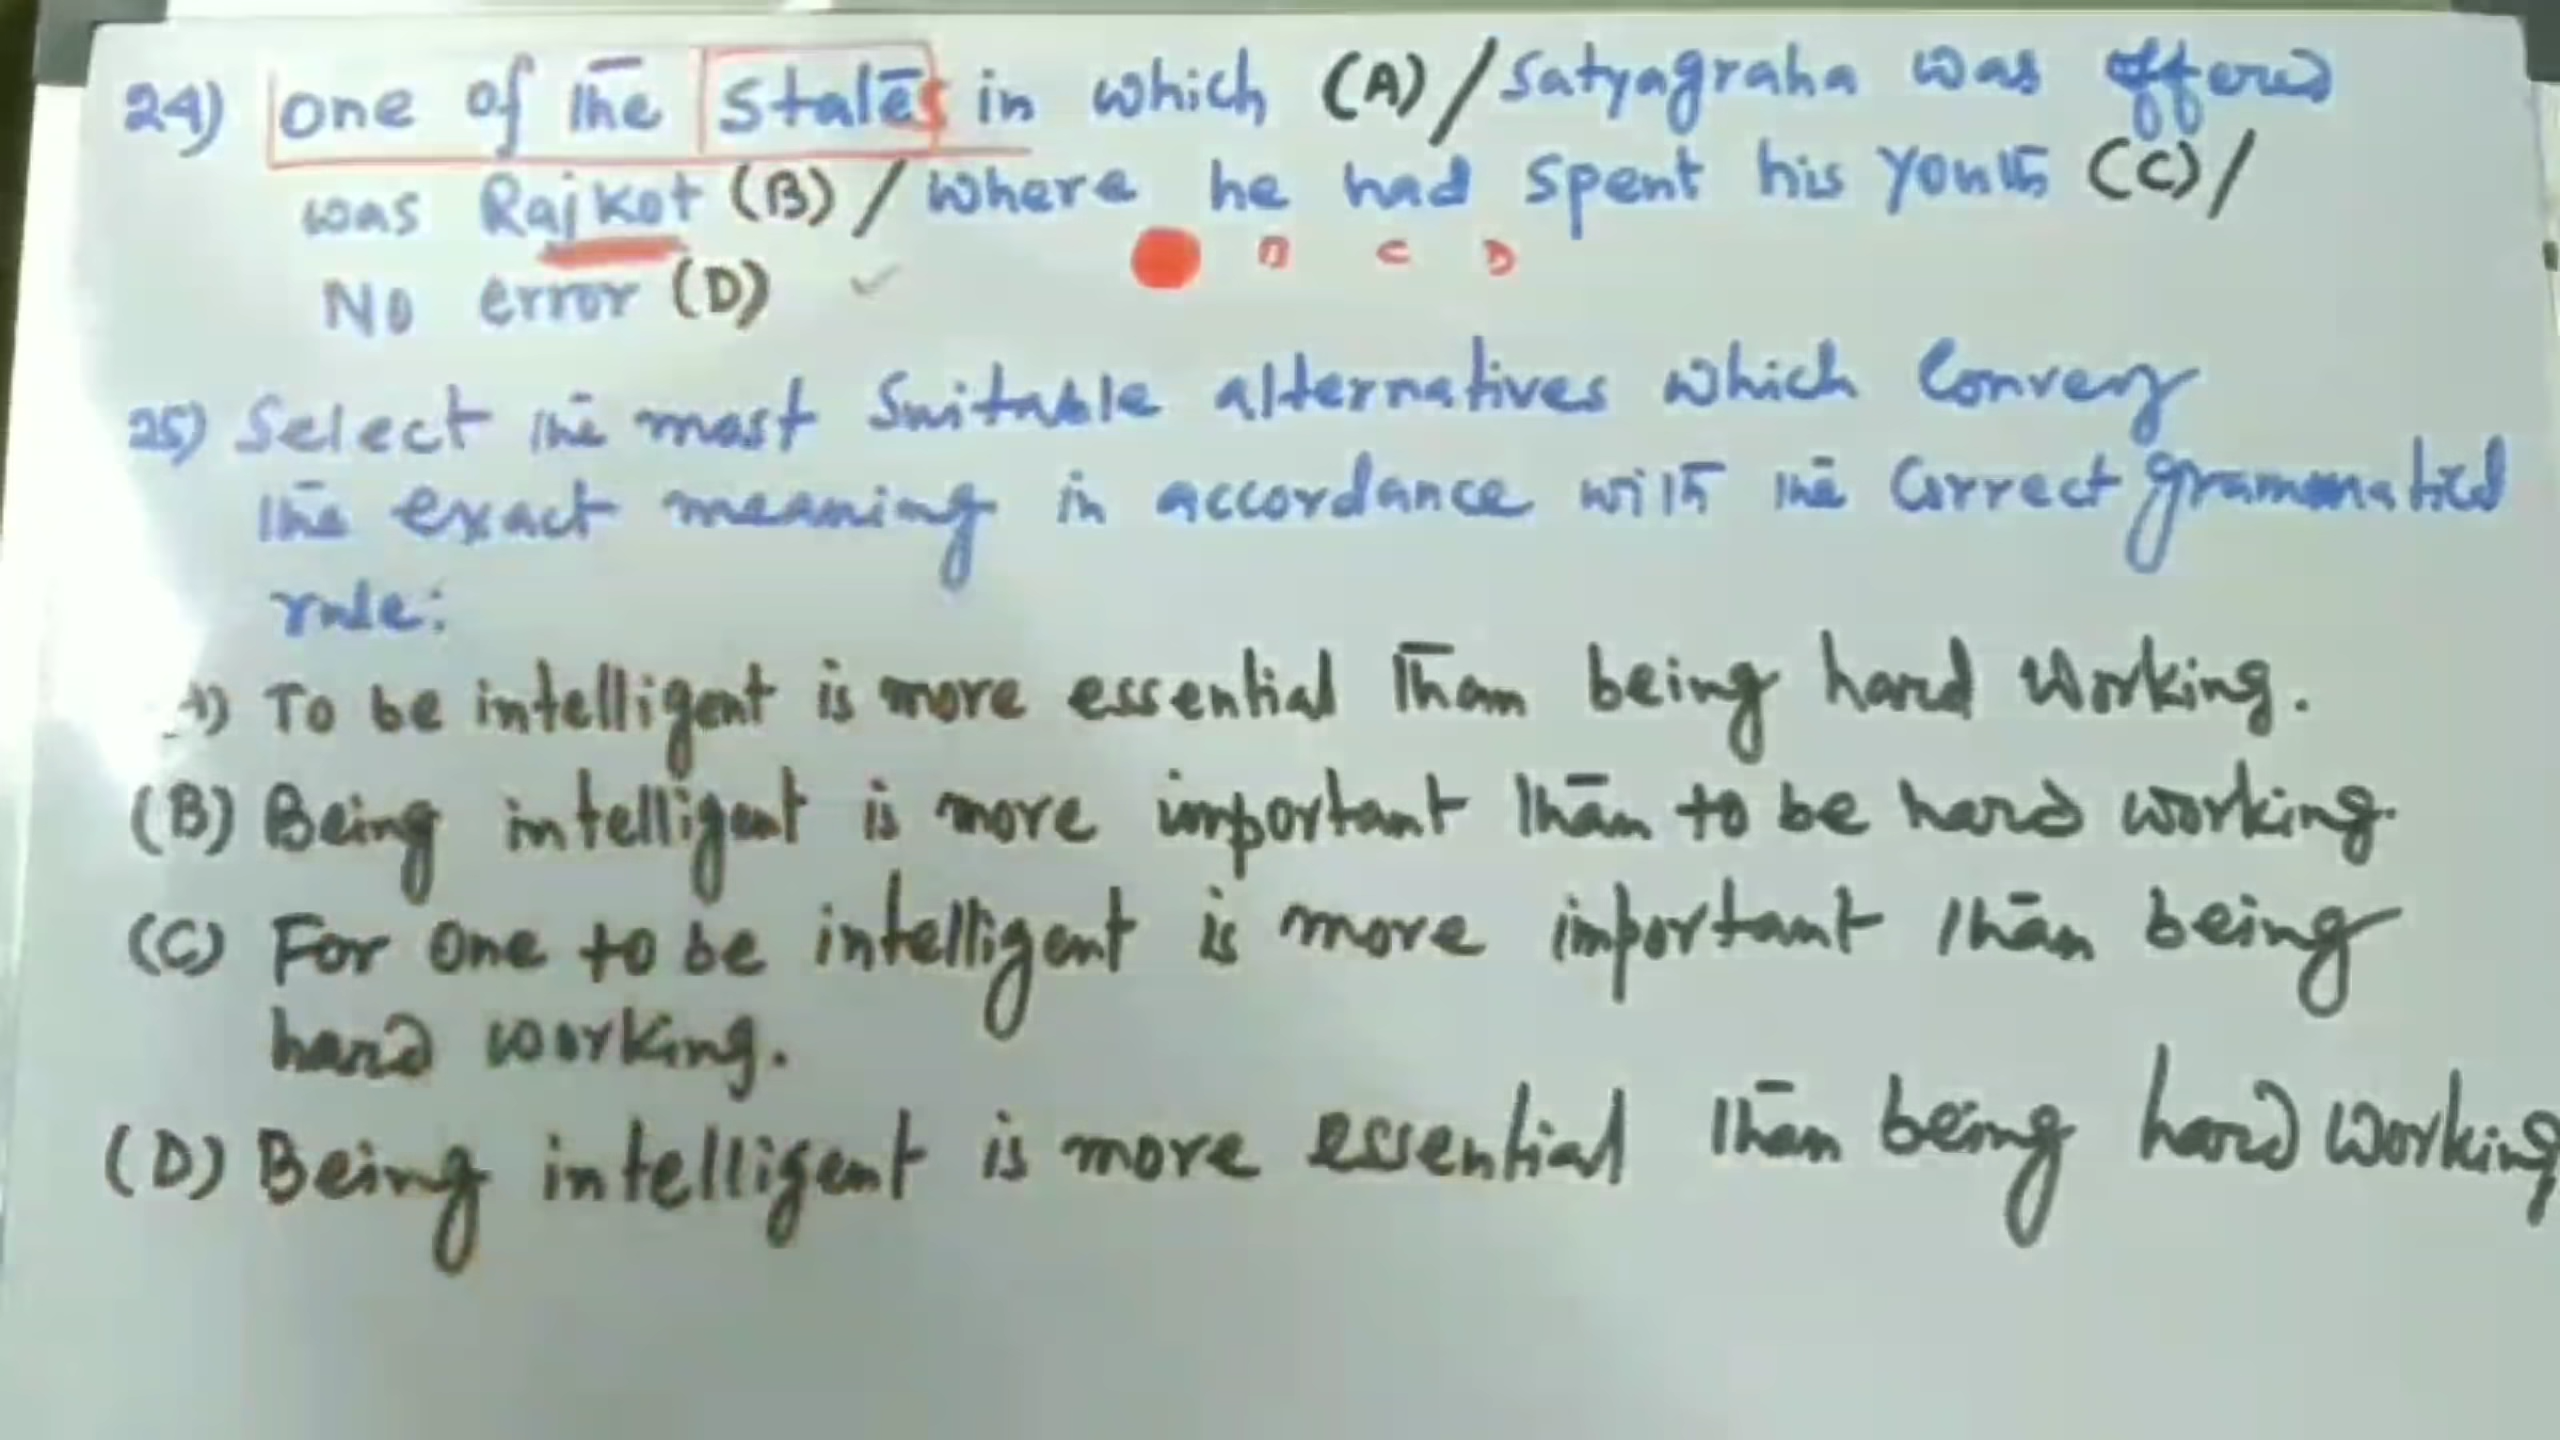 24) one of the states in which (A) / Satyagraha was offered
was Rajkot (B) / where he had spent his youth (C) /
B C D
No error (D)
25) Select the most Suitable alternatives which Convey
the exact meaning in accordance with the Correct grammatical
rule:
A) To be intelligent is more essential than being hard working.
(B) Being intelligent is more important than to be hard working.
(C) For one to be intelligent is more important than being
hard working.
(D) Being intelligent is more essential than being hard working